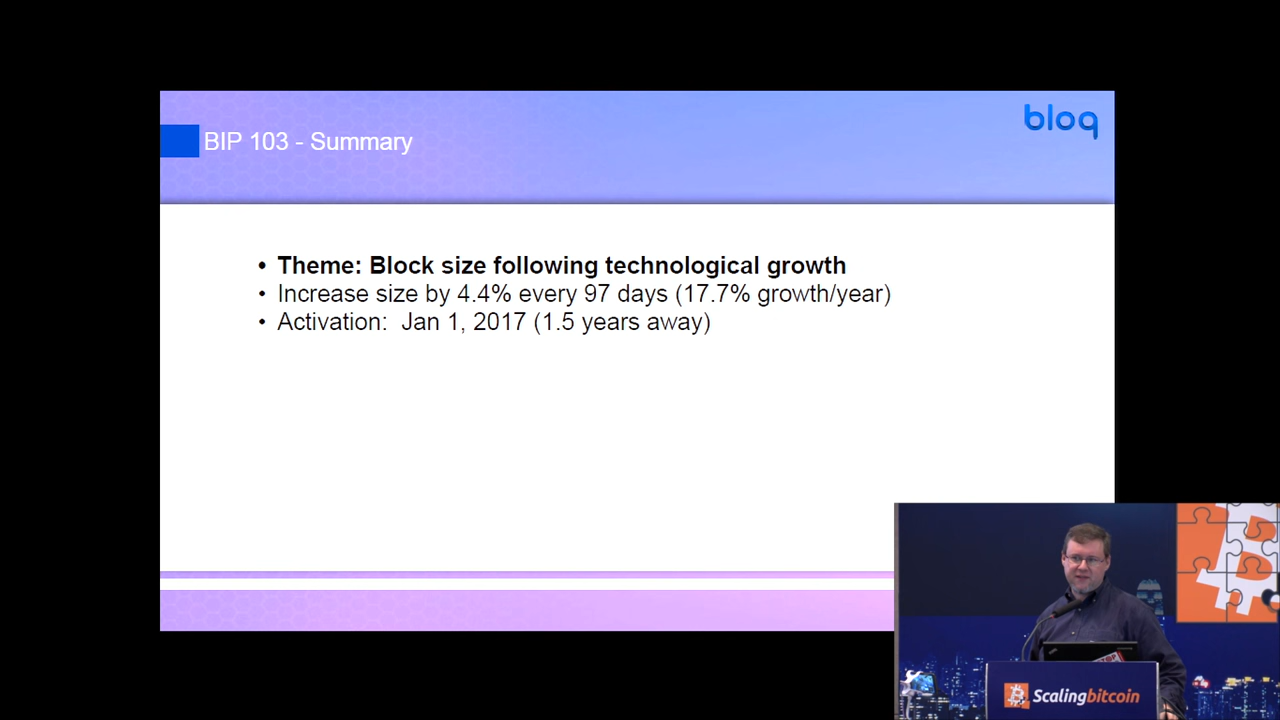 bloq
BIP 103 - Summary
• Theme: Block size following technological growth
• Increase size by 4.4% every 97 days (17.7% growth/year)
• Activation: Jan 1, 2017 (1.5 years away)
Scalingbitcoin